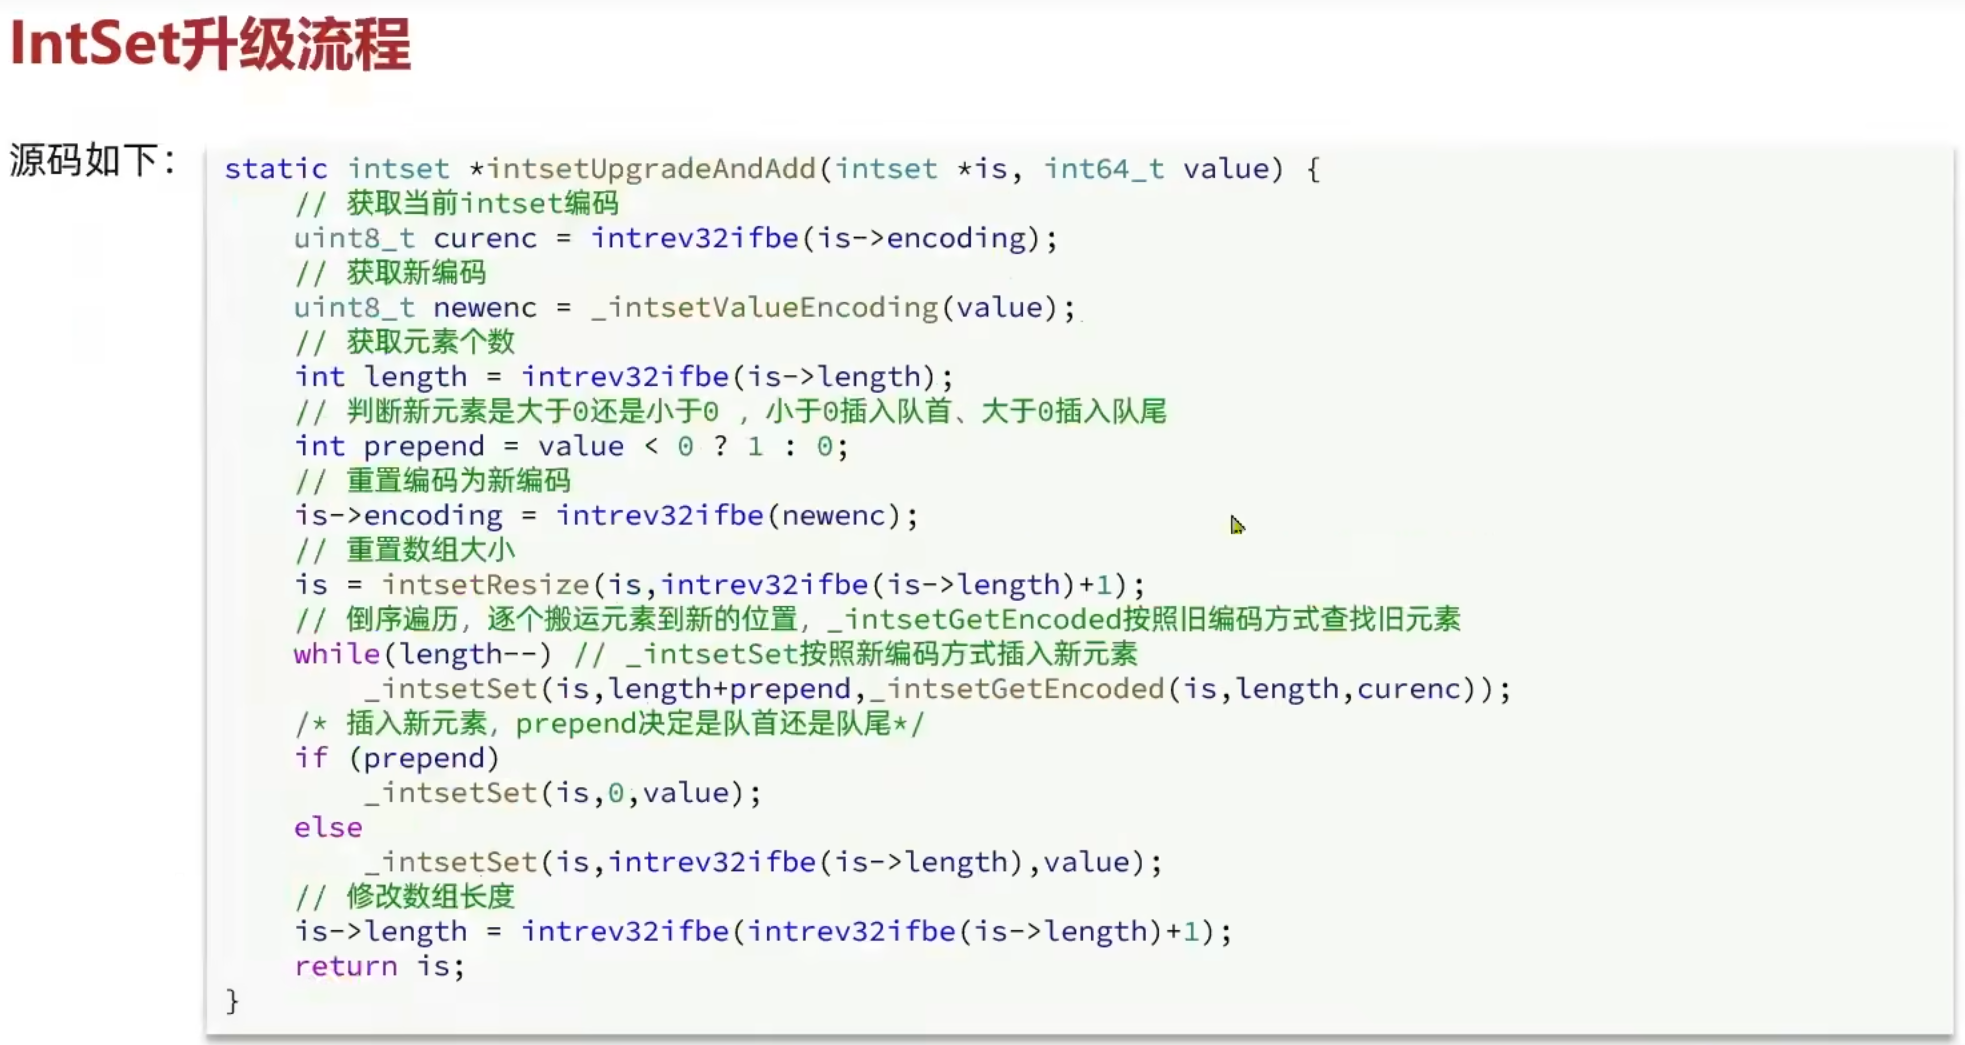 IntSet升级流程
源码如下：
static intset *intsetUpgradeAndAdd(intset *is, int64_t value) {
    // 获取当前intset编码
    uint8_t curenc = intrev32ifbe(is->encoding);
    // 获取新编码
    uint8_t newenc = _intsetValueEncoding(value);
    // 获取元素个数
    int length = intrev32ifbe(is->length);
    // 判断新元素是大于0还是小于0 ，小于0插入队首、大于0插入队尾
    int prepend = value < 0 ? 1 : 0;
    // 重置编码为新编码
    is->encoding = intrev32ifbe(newenc);
    // 重置数组大小
    is = intsetResize(is,intrev32ifbe(is->length)+1);
    // 倒序遍历，逐个搬运元素到新的位置，_intsetGetEncoded按照旧编码方式查找旧元素
    while(length--) // _intsetSet按照新编码方式插入新元素
        _intsetSet(is,length+prepend,_intsetGetEncoded(is,length,curenc));
    /* 插入新元素，prepend决定是队首还是队尾*/
    if (prepend)
        _intsetSet(is,0,value);
    else
        _intsetSet(is,intrev32ifbe(is->length),value);
    // 修改数组长度
    is->length = intrev32ifbe(intrev32ifbe(is->length)+1);
    return is;
}